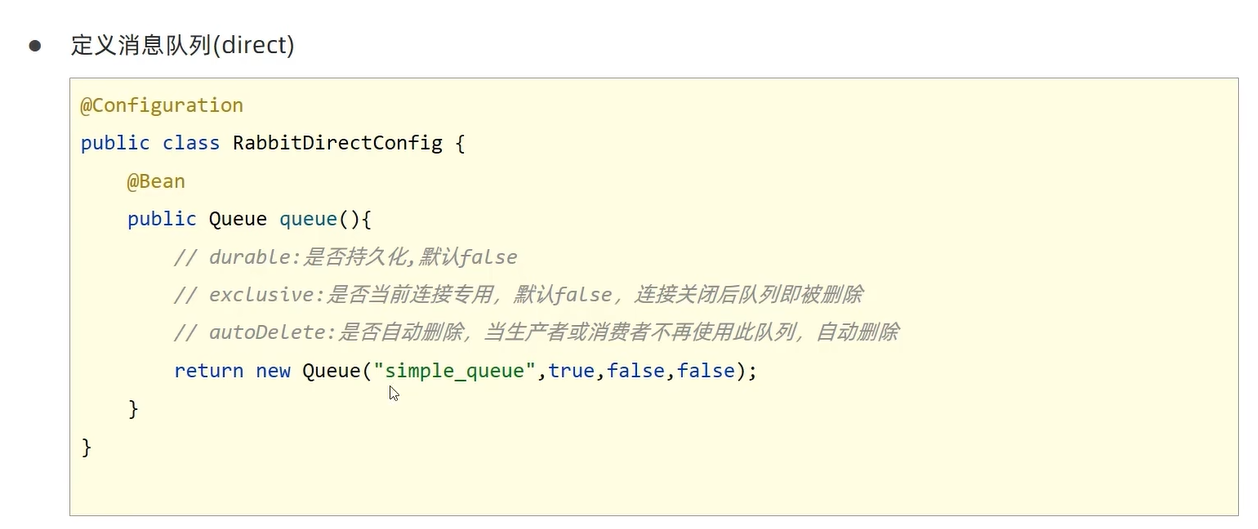 ● 定义消息队列(direct)
@Configuration
public class RabbitDirectConfig {
    @Bean
    public Queue queue(){
        // durable:是否持久化,默认false
        // exclusive:是否当前连接专用，默认false，连接关闭后队列即被删除
        // autoDelete:是否自动删除，当生产者或消费者不再使用此队列，自动删除
        return new Queue("simple_queue",true,false,false);
    }
}